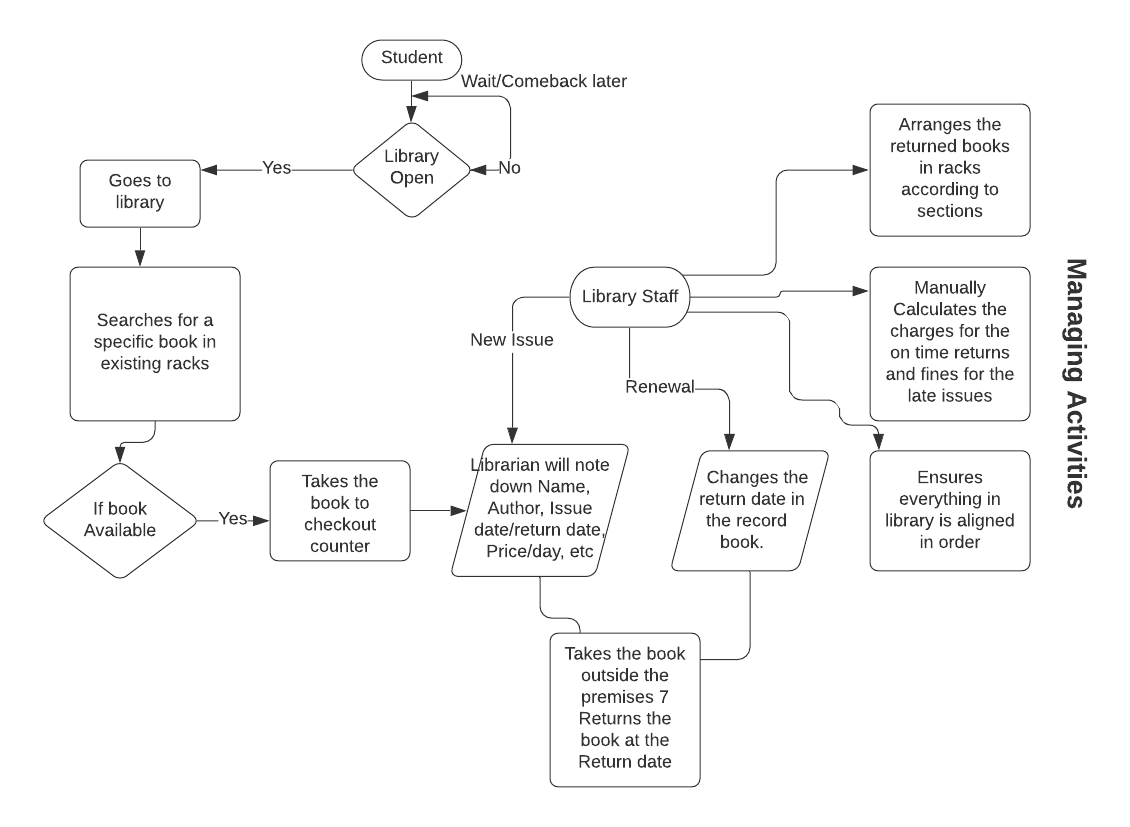 Student
Wait/Comeback later
Library
Open
No
Yes
Goes to
library
Searches for a
specific book in
existing racks
If book
Available
Yes
Takes the
book to
checkout
counter
Library Staff
New Issue
Renewal
Librarian will note
down Name,
Author, Issue
date/return date,
Price/day, etc
Changes the
return date in
the record
book.
Takes the book
outside the
premises 7
Returns the
book at the
Return date
Arranges the
returned books
in racks
according to
sections
Manually
Calculates the
charges for the
on time returns
and fines for the
late issues
Ensures
everything in
library is aligned
in order
Managing Activities